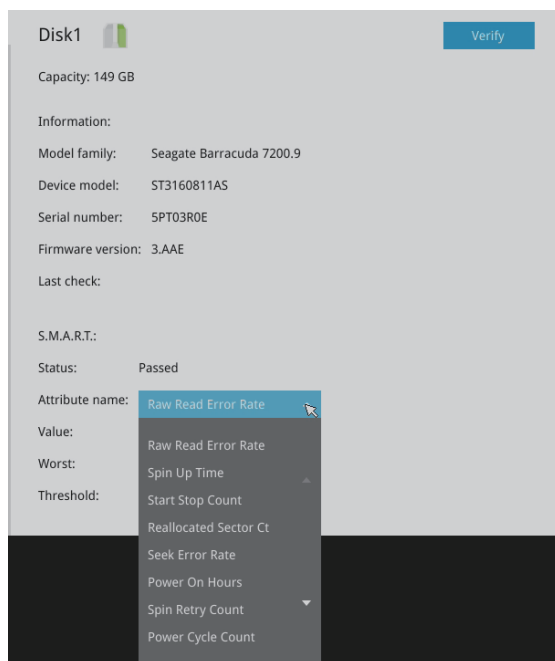 Disk1
Verify
Capacity: 149 GB
Information:
Model family: Seagate Barracuda 7200.9
Device model: ST3160811AS
Serial number: 5PT03R0E
Firmware version: 3.AAE
Last check:
S.M.A.R.T.:
Status: Passed
Attribute name: Raw Read Error Rate
Value:
Worst:
Threshold:
Raw Read Error Rate
Spin Up Time
Start Stop Count
Reallocated Sector Ct
Seek Error Rate
Power On Hours
Spin Retry Count
Power Cycle Count